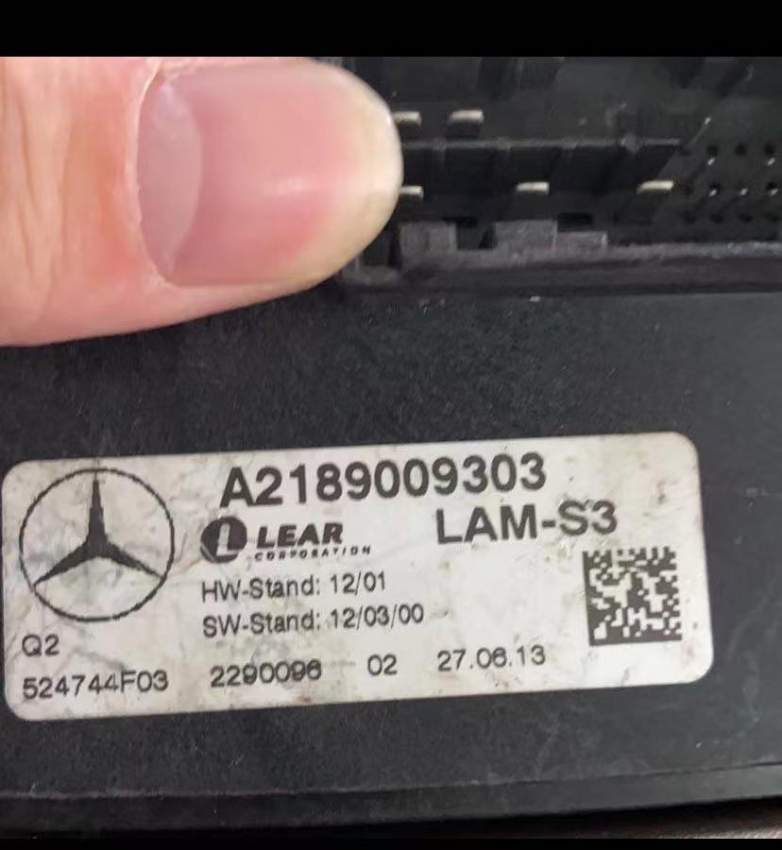 A2189009303
LEAR LAM-S3
CORPORATION
HW-Stand: 12/01
SW-Stand: 12/03/00
Q2
524744F03 2290096 02 27.06.13